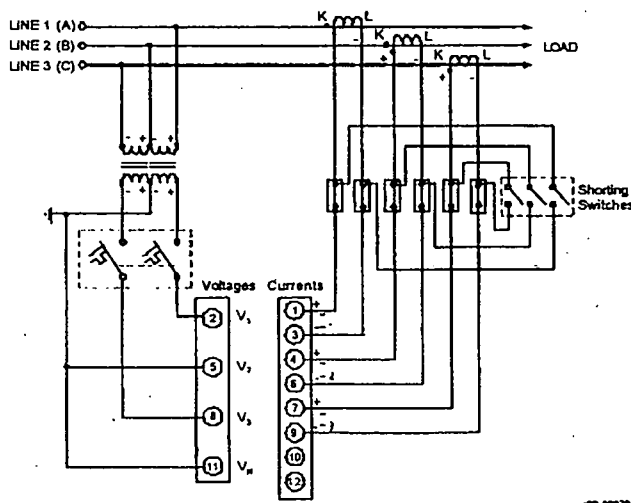 LINE 1 (A)
LINE 2 (B)
LINE 3 (C)
K L
K L
K L
LOAD
+ -
+ -
- + - +
- + - +
Shorting
Switches
Voltages Currents
2 V1
5 V2
8 V3
11 VN
1 + -
3
4 + -
6
7 + -
9
10
12